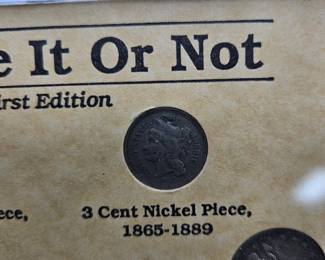 e It Or Not
irst Edition
ece,
3 Cent Nickel Piece,
1865-1889